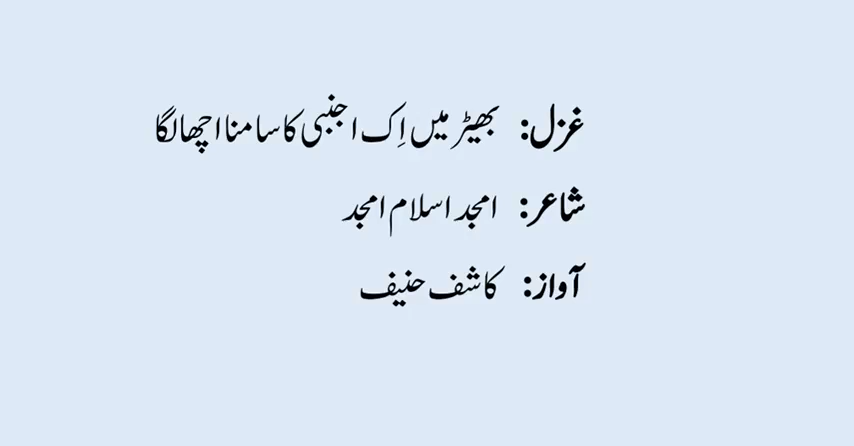 غزل: بھیڑ میں اِک اجنبی کا سامنا اچھا لگا
شاعر: امجد اسلام امجد
آواز: کاشف حنیف